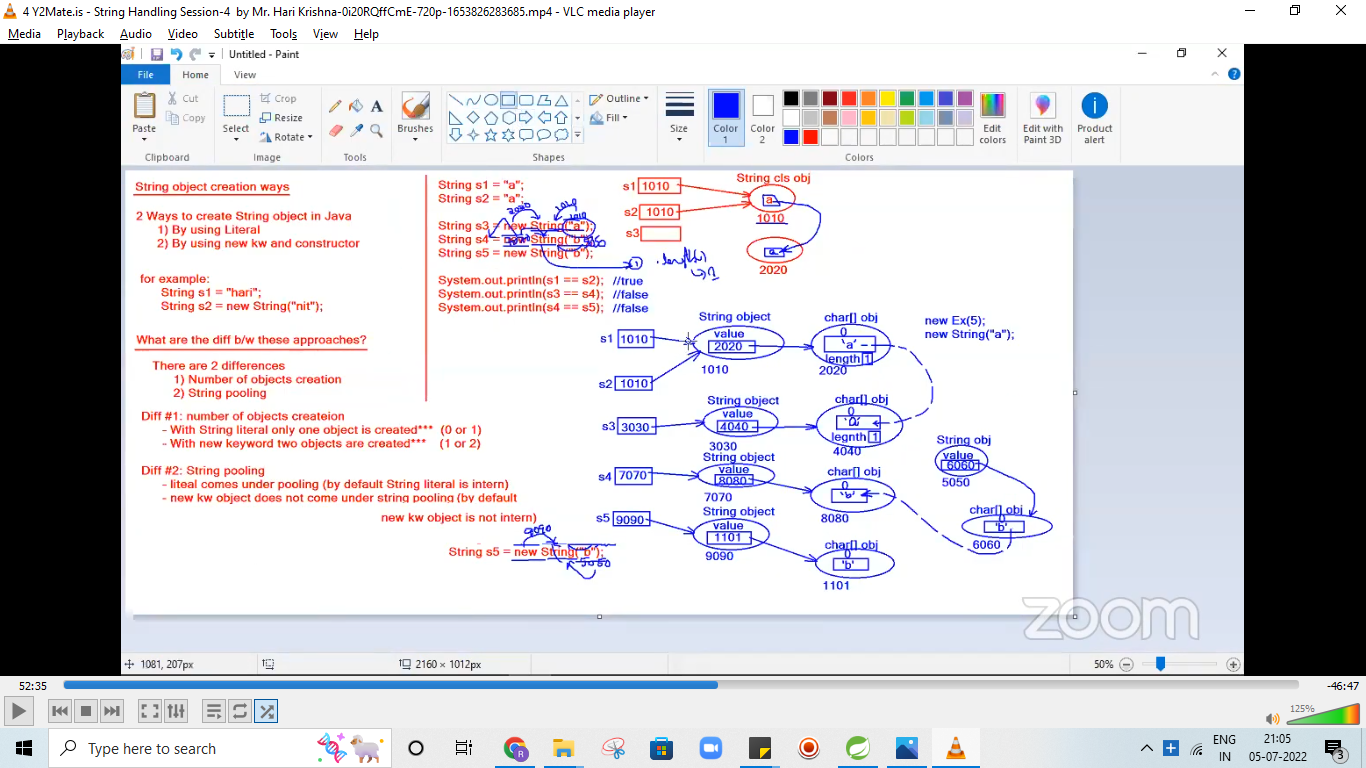 4 Y2Mate.is - String Handling Session-4 by Mr. Hari Krishna-0i20RQffCmE-720p-1653826283685.mp4 - VLC media player
Media Playback Audio Video Subtitle Tools View Help
Untitled - Paint
File Home View
Paste
Cut
Copy
Clipboard
Select
Crop
Resize
Rotate
Image
Tools
Brushes
Shapes
Outline
Fill
Size
Color 1
Color 2
Colors
Edit colors
Edit with Paint 3D
Product alert
String object creation ways
2 Ways to create String object in Java
1) By using Literal
2) By using new kw and constructor
for example:
String s1 = "hari";
String s2 = new String("nit");
What are the diff b/w these approaches?
There are 2 differences
1) Number of objects creation
2) String pooling
Diff #1: number of objects createion
- With String literal only one object is created*** (0 or 1)
- With new keyword two objects are created*** (1 or 2)
Diff #2: String pooling
- liteal comes under pooling (by default String literal is intern)
- new kw object does not come under string pooling (by default
new kw object is not intern)
9090
String s5 = new String("b");
5050
String s1 = "a";
String s2 = "a";
String s3 = new String("a");
String s4 = new String("b");
String s5 = new String("b");
.length()
1
System.out.println(s1 == s2); //true
System.out.println(s3 == s4); //false
System.out.println(s4 == s5); //false
String cls obj
s1 1010
a
s2 1010
1010
s3
a
2020
String object
char[] obj
new Ex(5);
new String("a");
s1 1010
value
2020
1010
0
'a'
length 1
2020
s2 1010
String object
char[] obj
s3 3030
value
4040
3030
0
'a'
legnth 1
4040
String object
char[] obj
s4 7070
value
8080
7070
0
'b'
8080
String obj
value
6060
5050
char[] obj
0
'b'
6060
String object
char[] obj
s5 9090
value
1101
9090
0
'b'
1101
zoom
1081, 207px
2160 × 1012px
50%
52:35
-46:47
125%
Type here to search
ENG
IN
21:05
05-07-2022
3